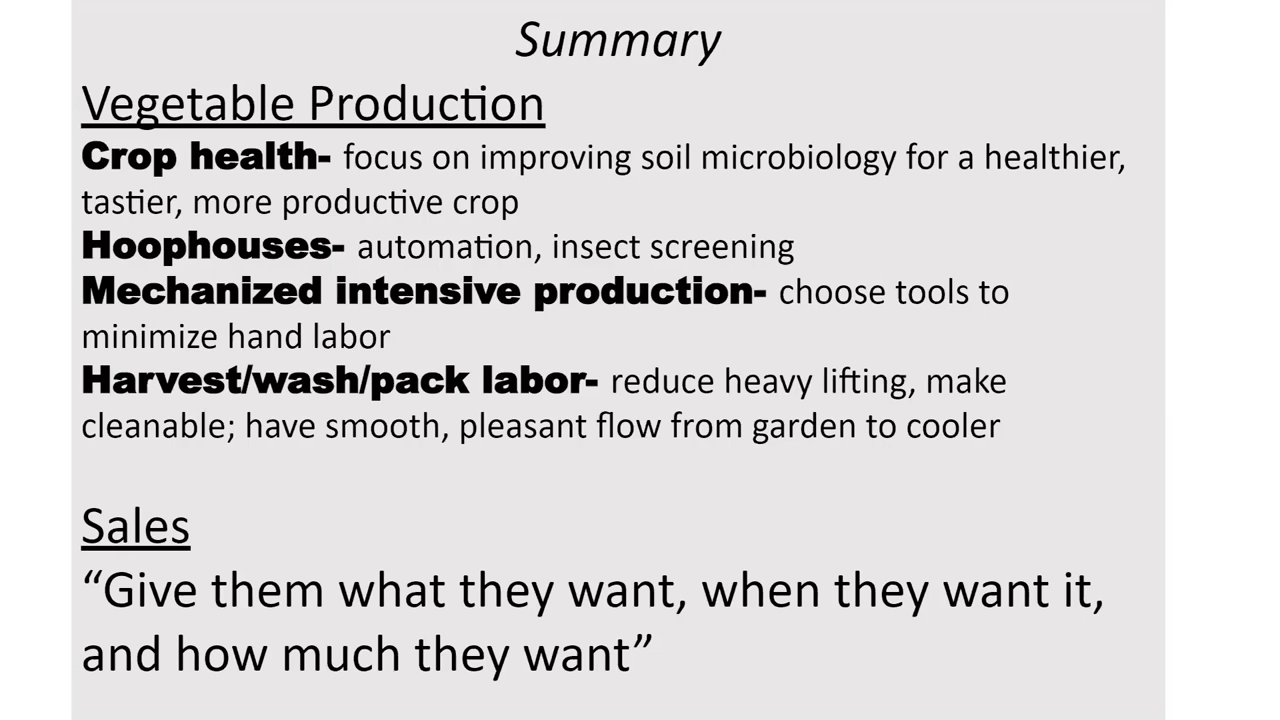 Summary
Vegetable Production
Crop health- focus on improving soil microbiology for a healthier,
tastier, more productive crop
Hoophouses- automation, insect screening
Mechanized intensive production- choose tools to
minimize hand labor
Harvest/wash/pack labor- reduce heavy lifting, make
cleanable; have smooth, pleasant flow from garden to cooler
Sales
“Give them what they want, when they want it,
and how much they want”